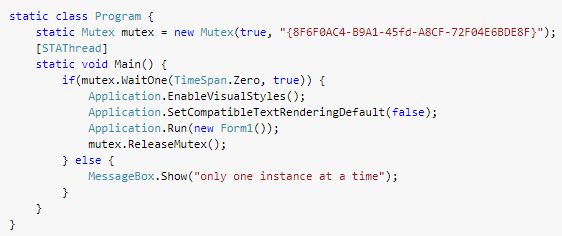 static class Program {
    static Mutex mutex = new Mutex(true, "{8F6F0AC4-B9A1-45fd-A8CF-72F04E6BDE8F}");
    [STAThread]
    static void Main() {
        if(mutex.WaitOne(TimeSpan.Zero, true)) {
            Application.EnableVisualStyles();
            Application.SetCompatibleTextRenderingDefault(false);
            Application.Run(new Form1());
            mutex.ReleaseMutex();
        } else {
            MessageBox.Show("only one instance at a time");
        }
    }
}